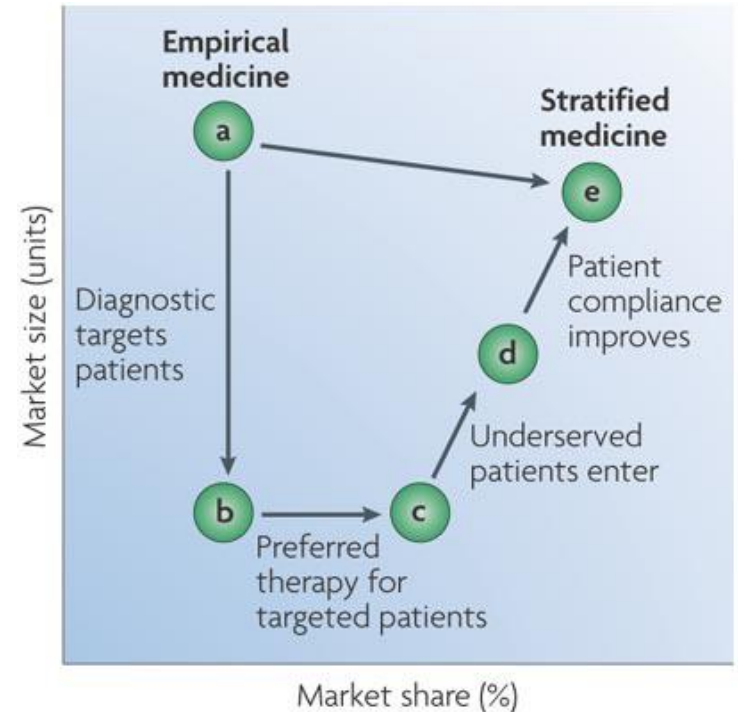 Empirical
medicine
a
Stratified
medicine
e
Patient
compliance
improves
Diagnostic
targets
patients
d
Underserved
patients enter
b
c
Preferred
therapy for
targeted patients
Market size (units)
Market share (%)